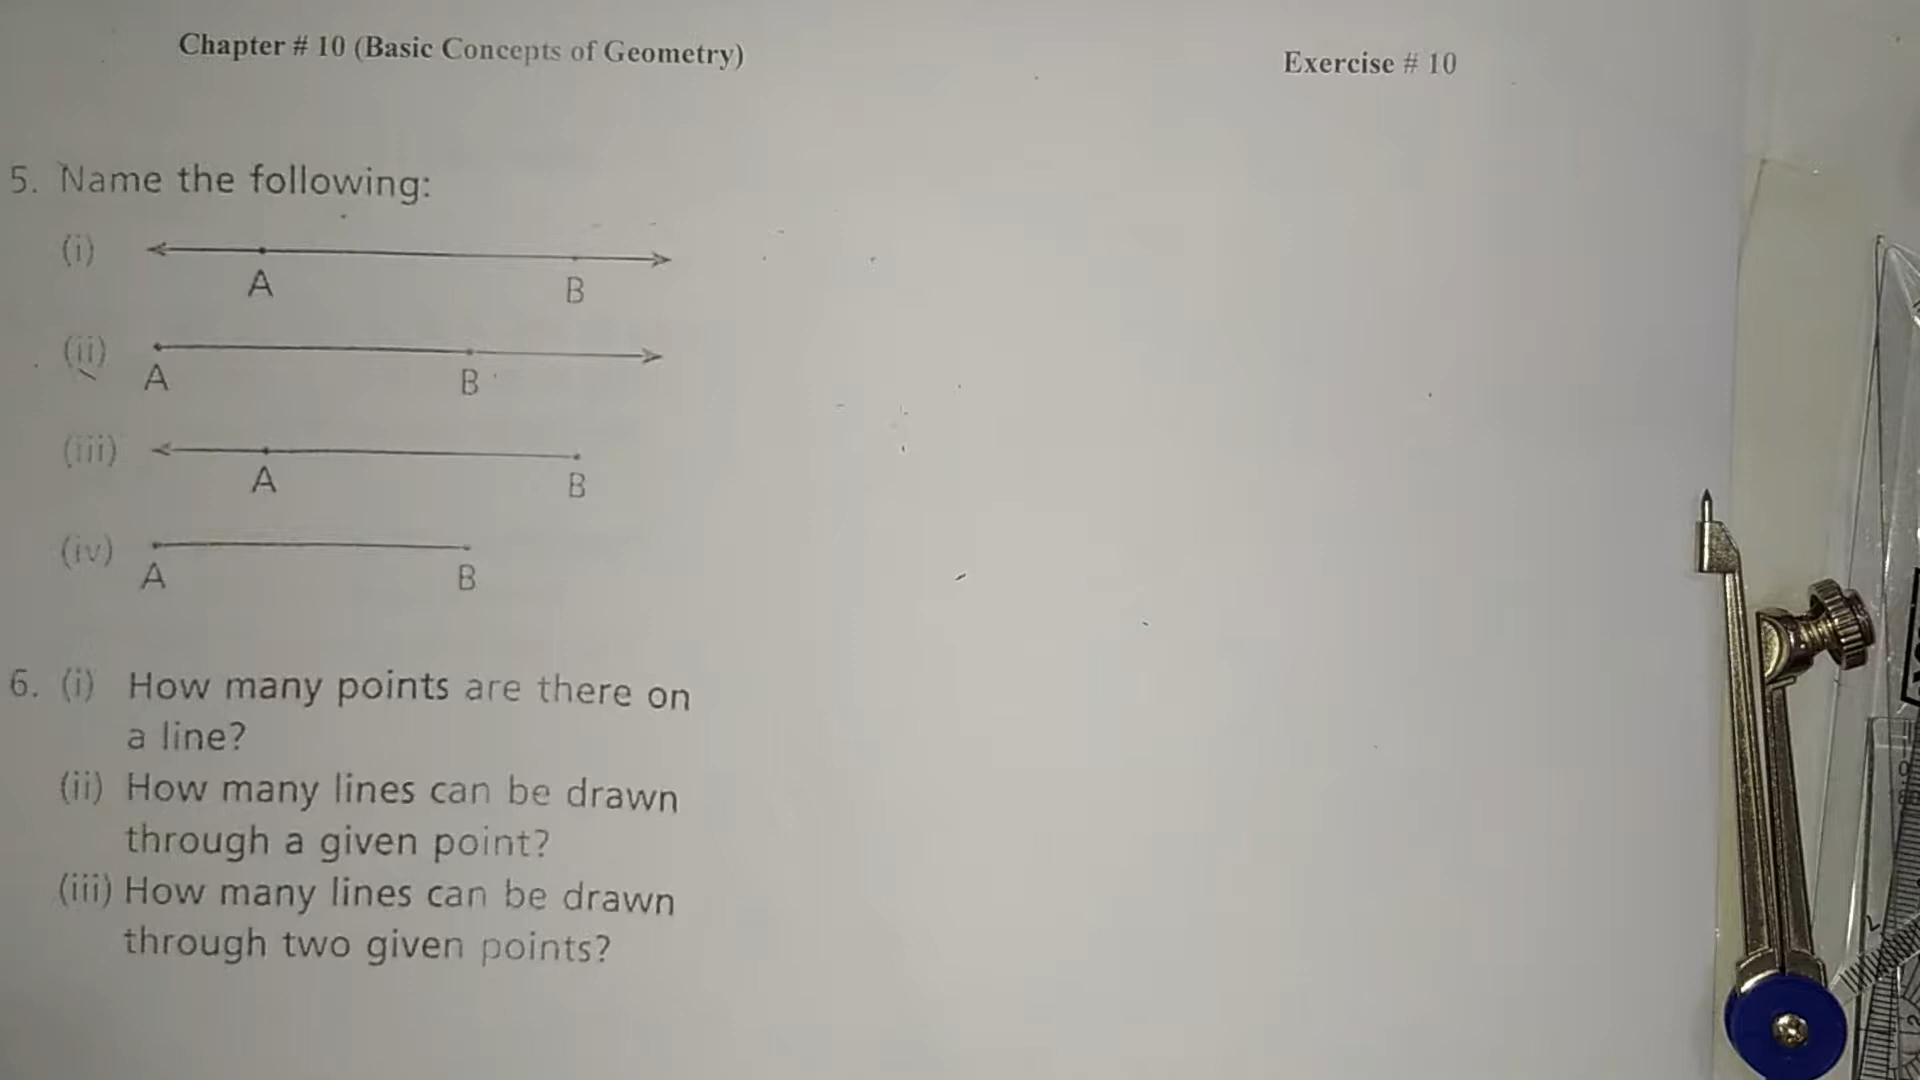 Chapter # 10 (Basic Concepts of Geometry)
Exercise # 10
5. Name the following:
(i)
A B
(ii)
A B
(iii)
A B
(iv)
A B
6. (i) How many points are there on
a line?
(ii) How many lines can be drawn
through a given point?
(iii) How many lines can be drawn
through two given points?